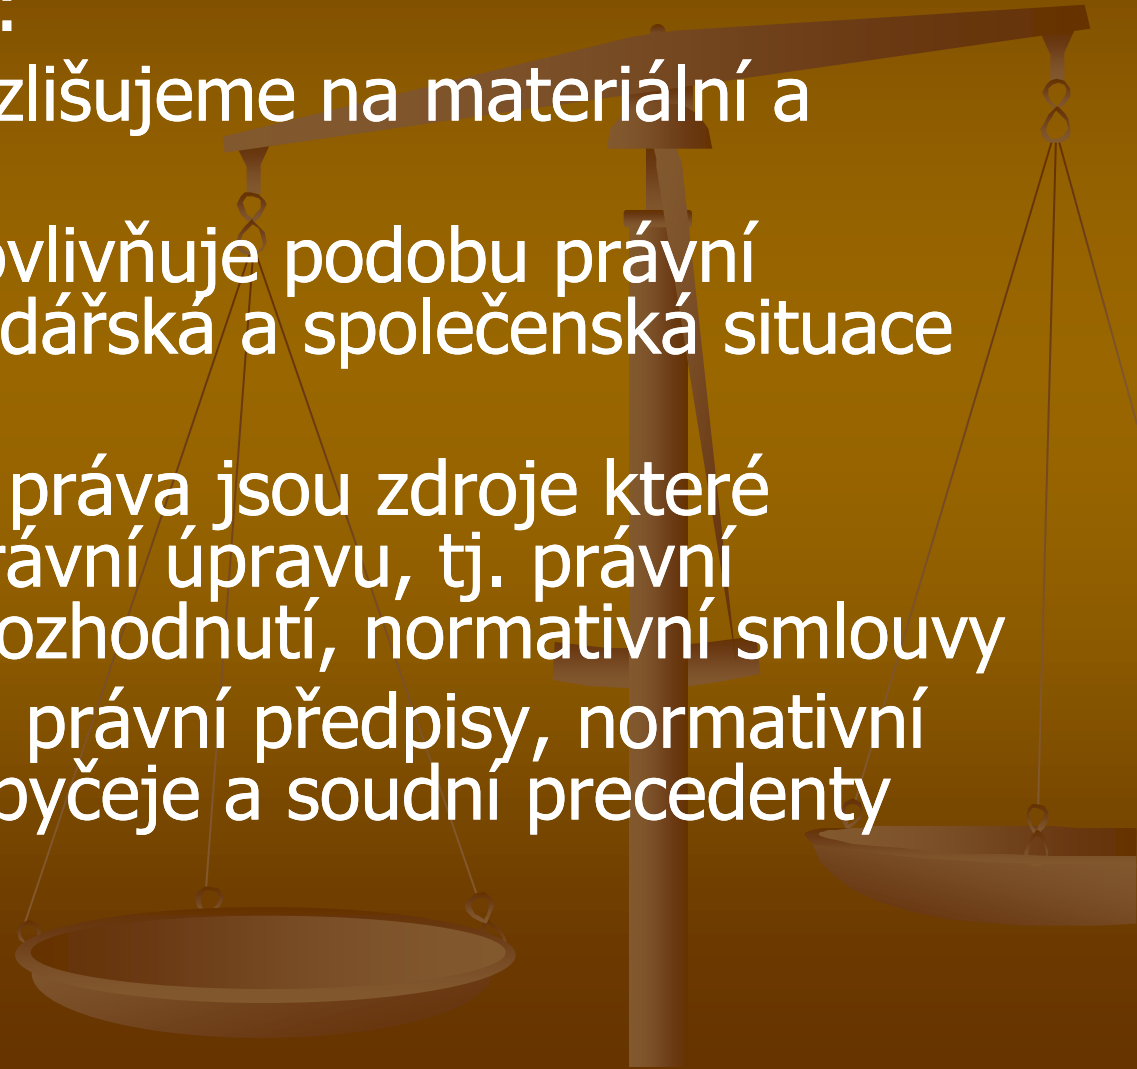 :
zlišujeme na materiální a
ovlivňuje podobu právní
dářská a společenská situace
práva jsou zdroje které
rávní úpravu, tj. právní
ozhodnutí, normativní smlouvy
právní předpisy, normativní
byčeje a soudní precedenty